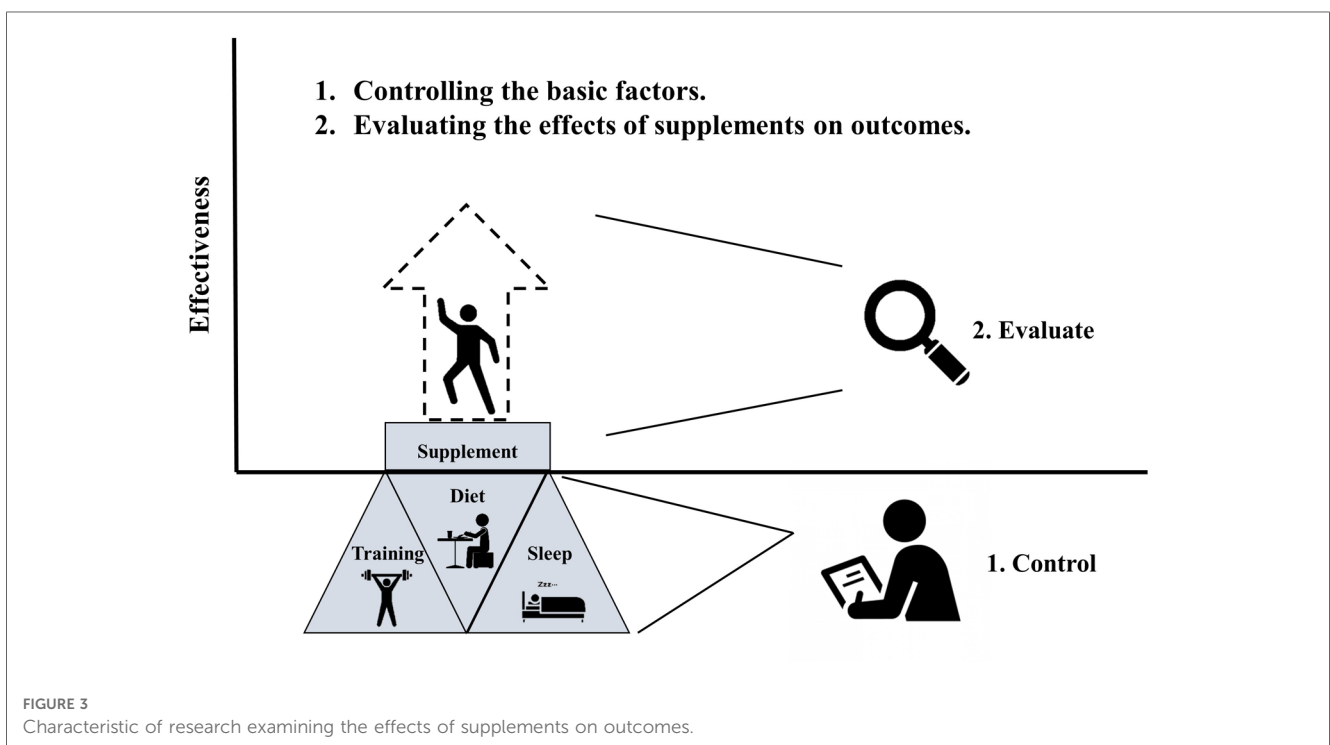 1. Controlling the basic factors.
2. Evaluating the effects of supplements on outcomes.
Effectiveness
2. Evaluate
Supplement
Diet
Training
Sleep
Zzz...
1. Control
FIGURE 3
Characteristic of research examining the effects of supplements on outcomes.